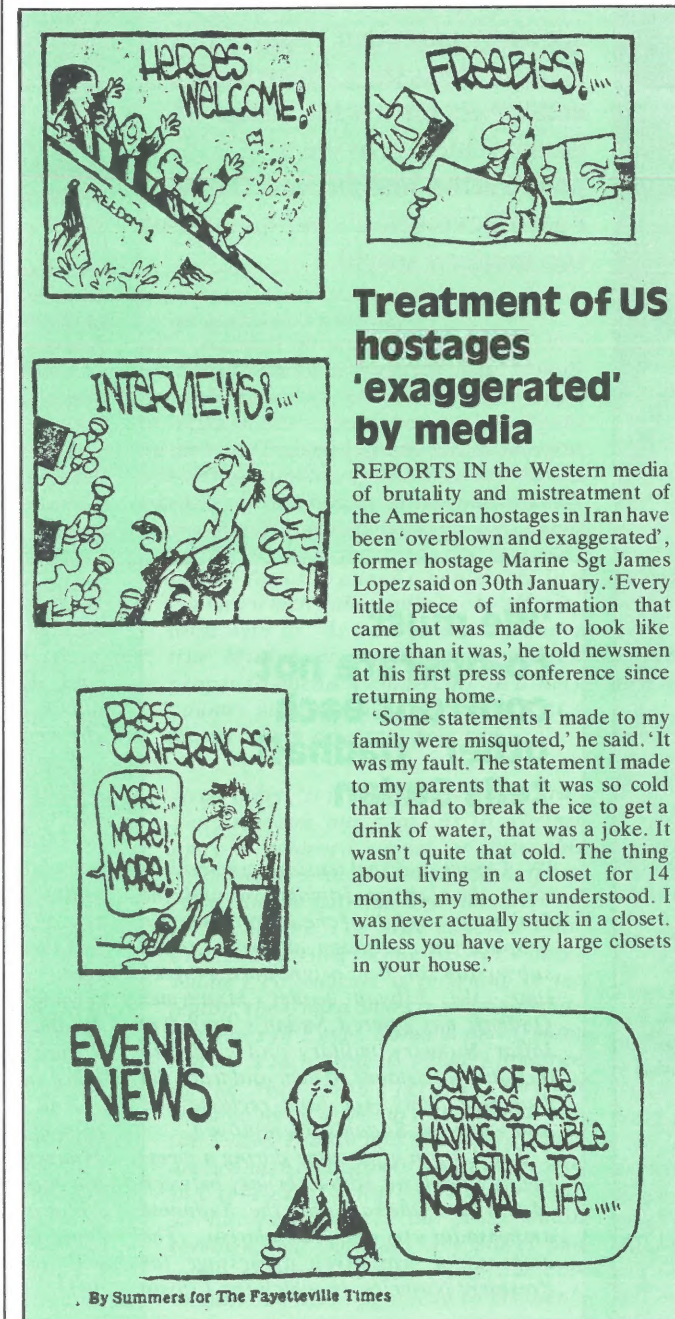 HEROES'
WELCOME!...
FREEDOM 1
FREEBIES!...
INTERVIEWS!...
PRESS
CONFERENCES!
MORE!
MORE!
MORE!
Treatment of US
hostages
'exaggerated'
by media
REPORTS IN the Western media
of brutality and mistreatment of
the American hostages in Iran have
been 'overblown and exaggerated',
former hostage Marine Sgt James
Lopez said on 30th January. 'Every
little piece of information that
came out was made to look like
more than it was,' he told newsmen
at his first press conference since
returning home.
'Some statements I made to my
family were misquoted,' he said. 'It
was my fault. The statement I made
to my parents that it was so cold
that I had to break the ice to get a
drink of water, that was a joke. It
wasn't quite that cold. The thing
about living in a closet for 14
months, my mother understood. I
was never actually stuck in a closet.
Unless you have very large closets
in your house.'
EVENING
NEWS
SOME OF THE
HOSTAGES ARE
HAVING TROUBLE
ADJUSTING TO
NORMAL LIFE....
By Summers for The Fayetteville Times